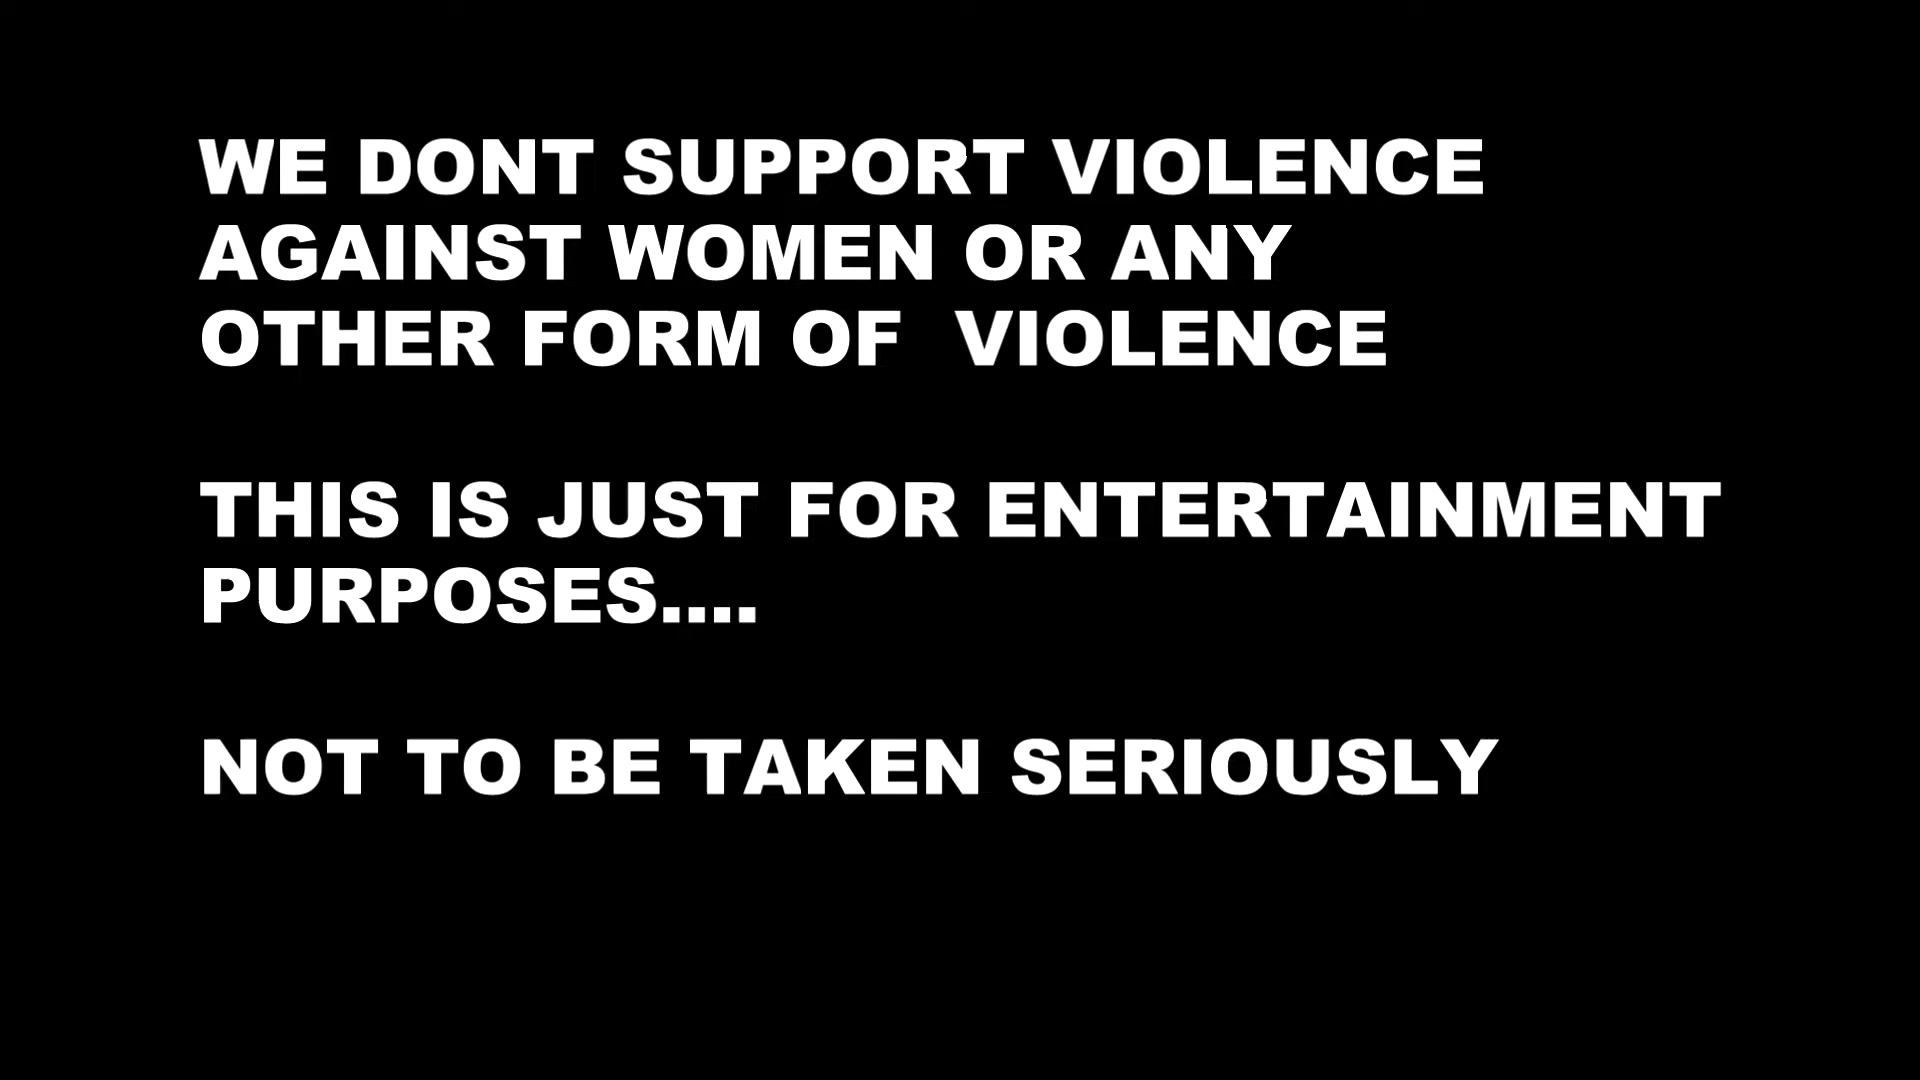 WE DONT SUPPORT VIOLENCE
AGAINST WOMEN OR ANY
OTHER FORM OF  VIOLENCE
THIS IS JUST FOR ENTERTAINMENT
PURPOSES....
NOT TO BE TAKEN SERIOUSLY